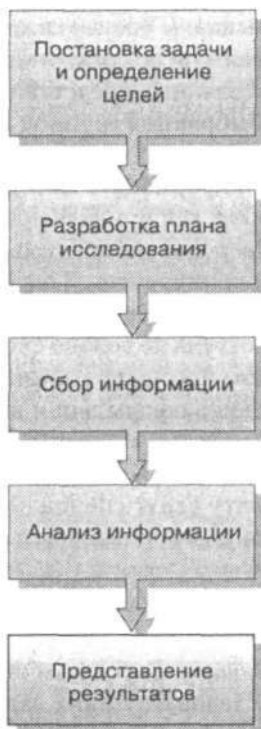 Постановка задачи
и определение
целей
Разработка плана
исследования
Сбор информации
Анализ информации
Представление
результатов